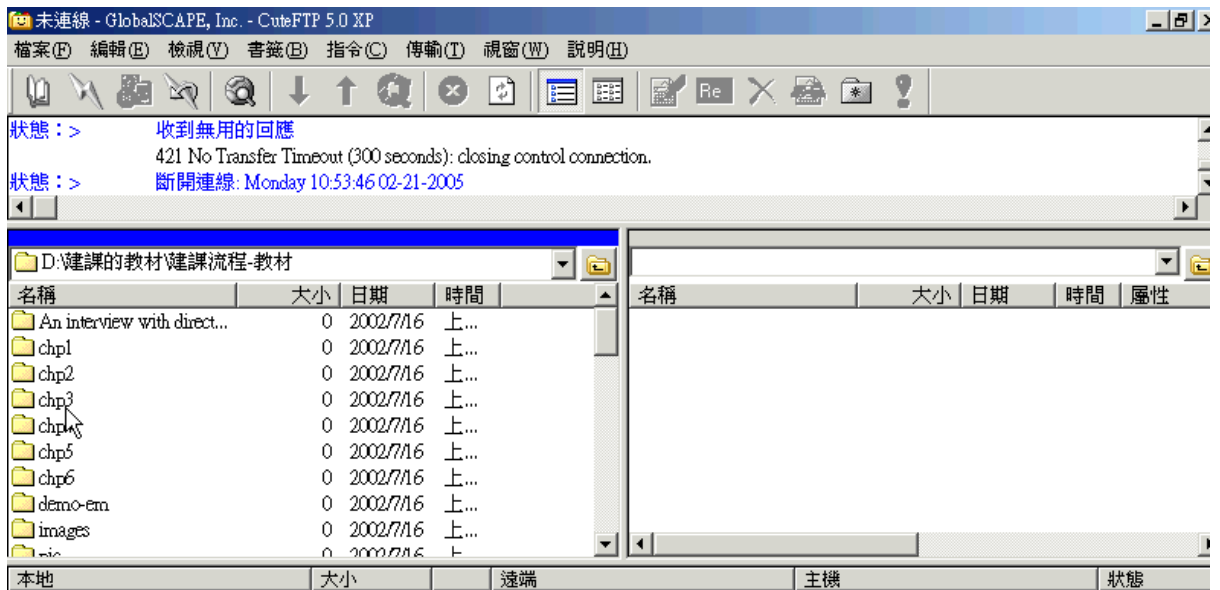 未連線 - GlobalSCAPE, Inc. - CuteFTP 5.0 XP
檔案(F) 編輯(E) 檢視(V) 書籤(B) 指令(C) 傳輸(T) 視窗(W) 說明(H)
Re
狀態：> 收到無用的回應
421 No Transfer Timeout (300 seconds): closing control connection.
狀態：> 斷開連線: Monday 10:53:46 02-21-2005
D:\建課的教材\建課流程-教材
名稱 大小 日期 時間 名稱 大小 日期 時間 屬性
An interview with direct... 0 2002/7/16 上...
chp1 0 2002/7/16 上...
chp2 0 2002/7/16 上...
chp3 0 2002/7/16 上...
0 2002/7/16 上...
chp5 0 2002/7/16 上...
chp6 0 2002/7/16 上...
demo-em 0 2002/7/16 上...
images 0 2002/7/16 上...
pic 0 2002/7/16 上
本地 大小 遠端 主機 狀態